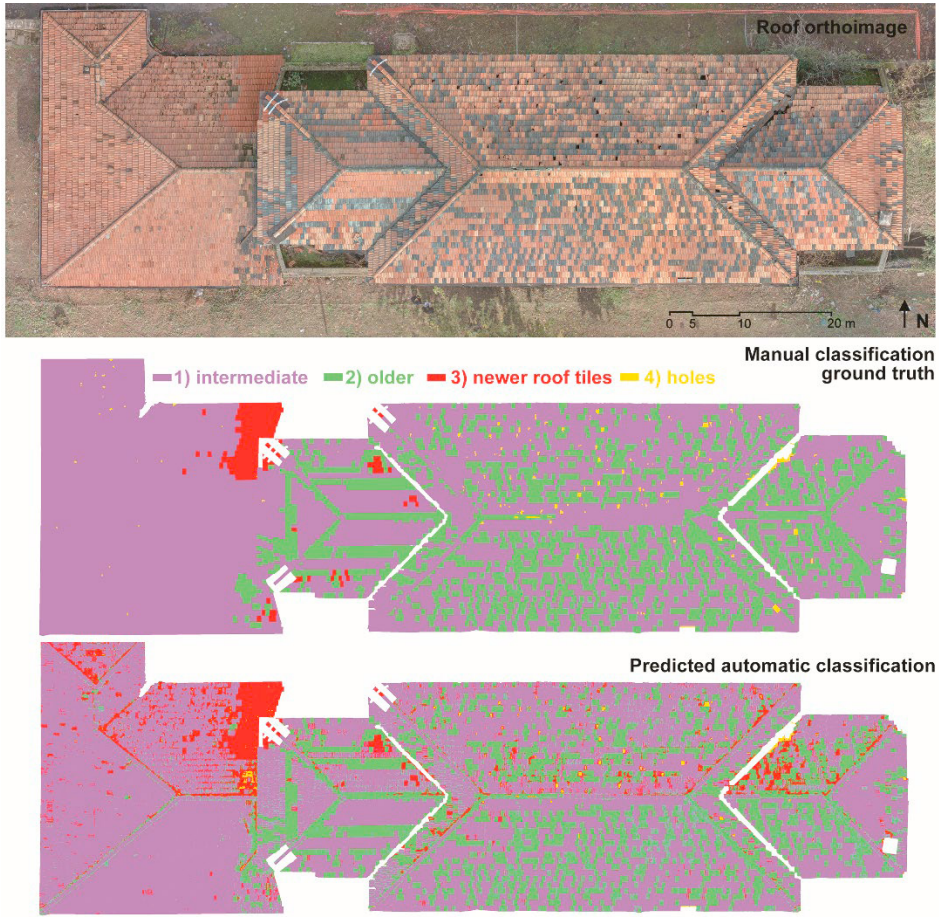 Roof orthoimage
0 5 10 20 m
N
Manual classification
ground truth
1) intermediate 2) older 3) newer roof tiles 4) holes
Predicted automatic classification